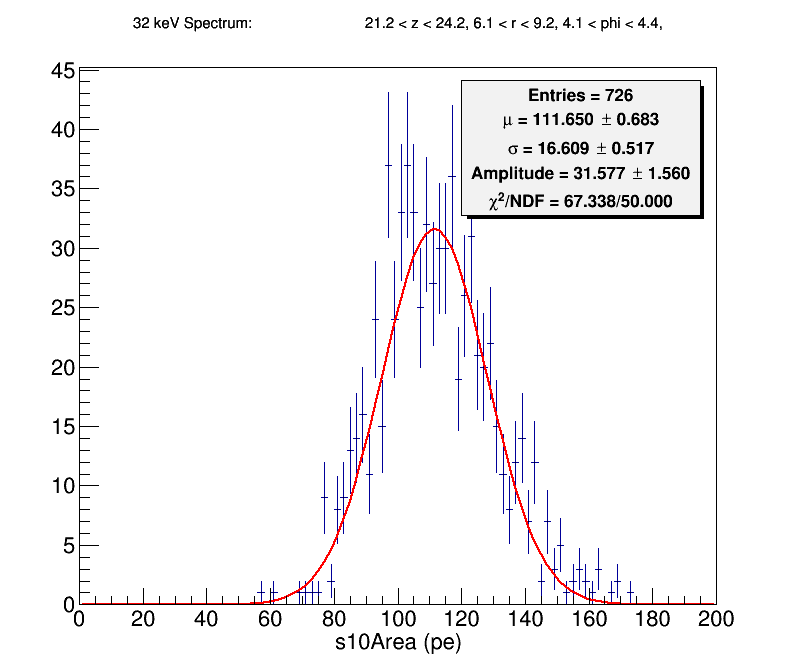 32 keV Spectrum: 21.2 < z < 24.2, 6.1 < r < 9.2, 4.1 < phi < 4.4,
Entries = 726
μ = 111.650 ± 0.683
σ = 16.609 ± 0.517
Amplitude = 31.577 ± 1.560
χ²/NDF = 67.338/50.000
45
40
35
30
25
20
15
10
5
0
0 20 40 60 80 100 120 140 160 180 200
s10Area (pe)